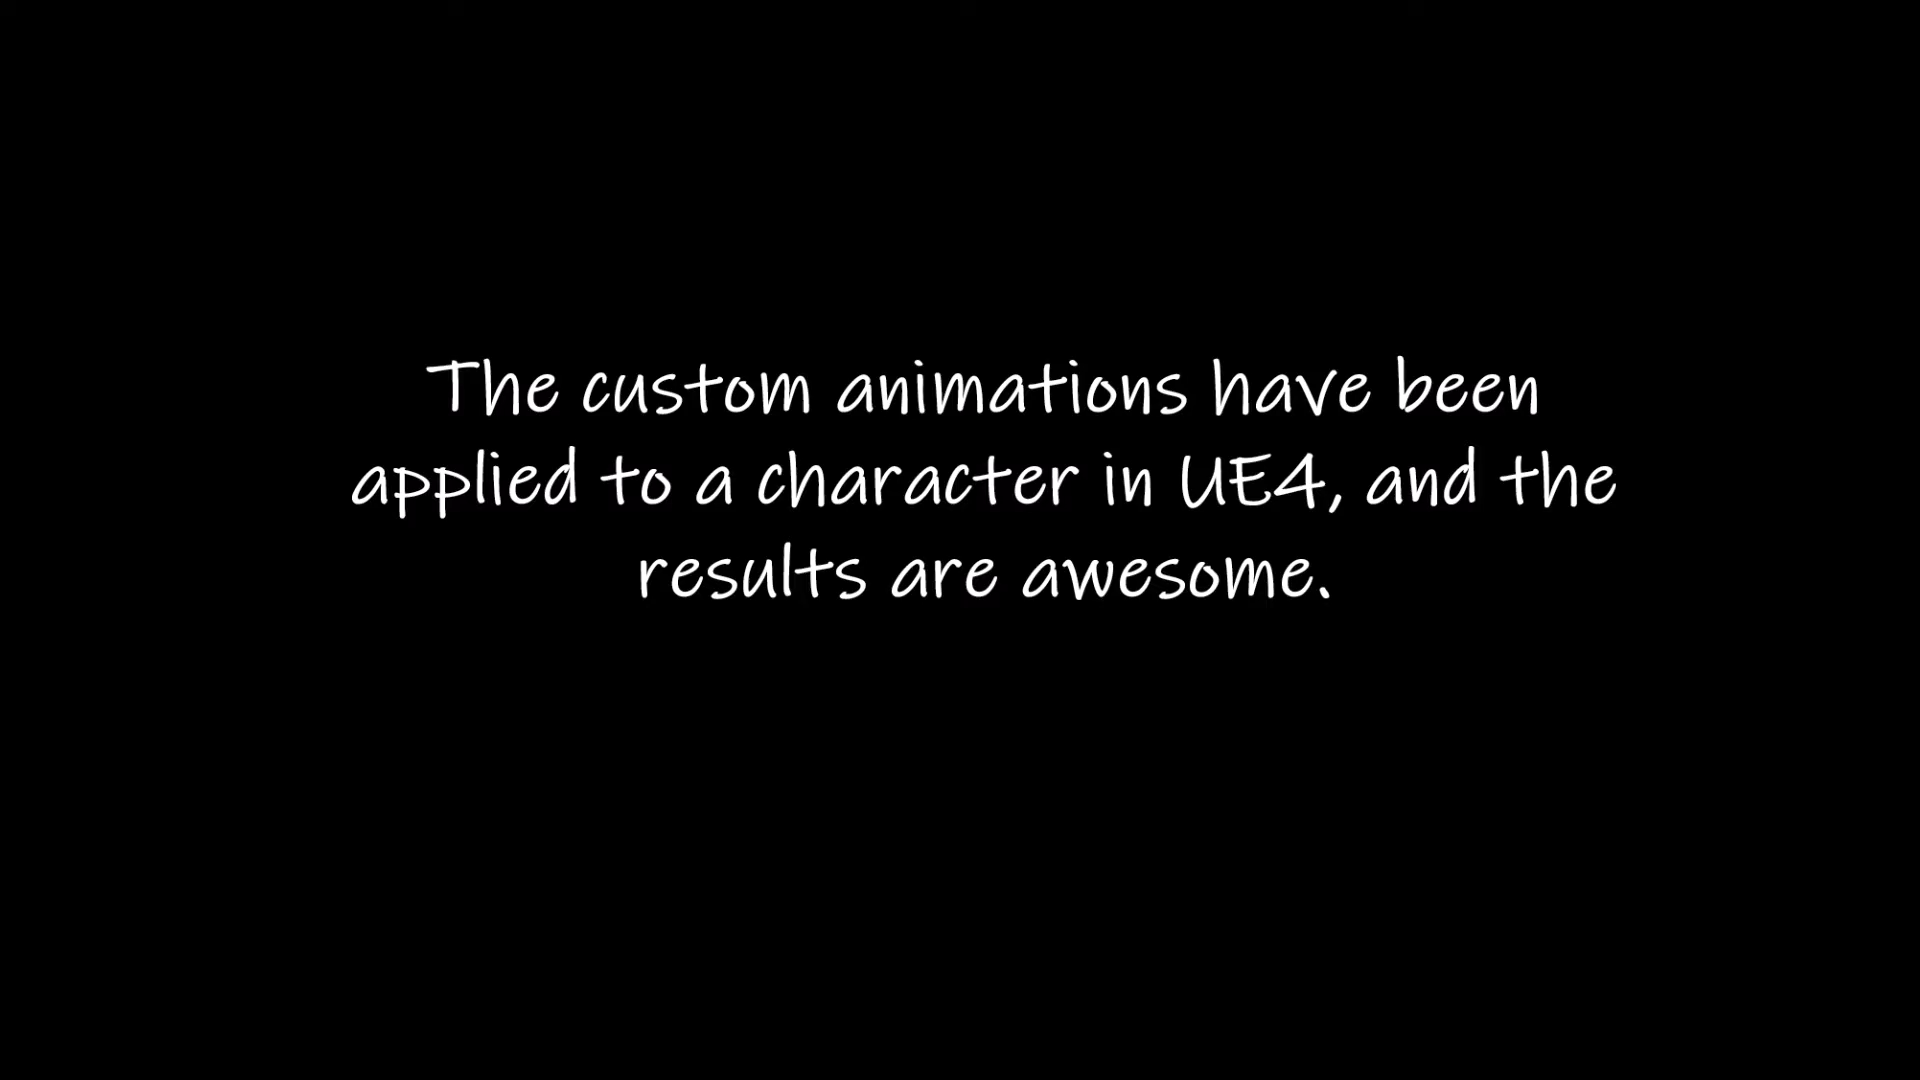 The custom animations have been
applied to a character in UE4, and the
results are awesome.